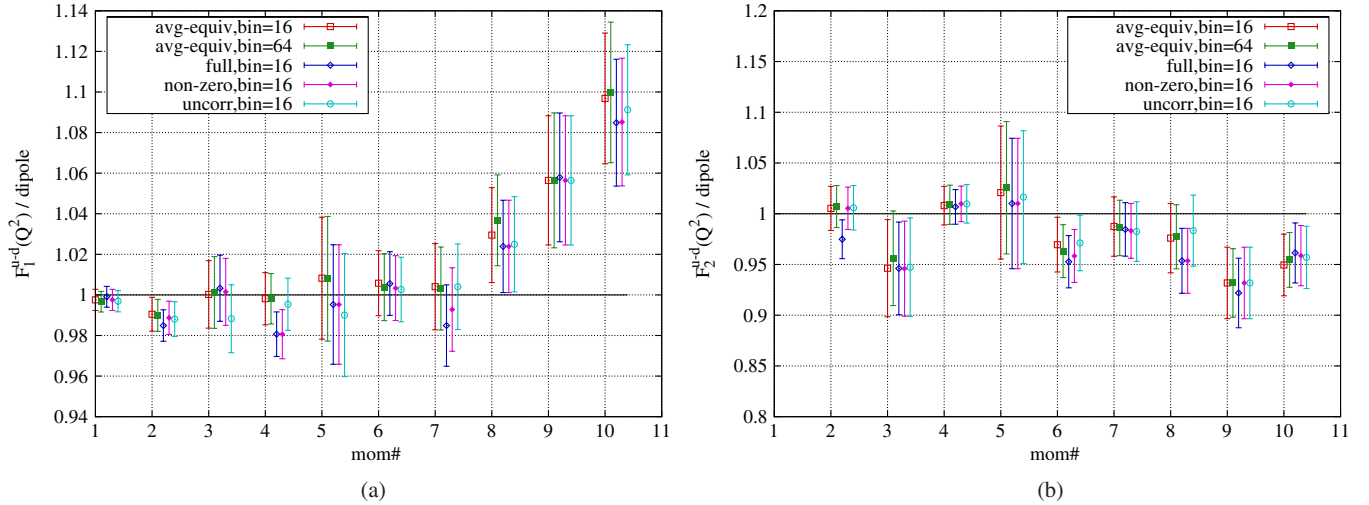 1.14
1.12
1.1
1.08
1.06
1.04
1.02
1
0.98
0.96
0.94
F₁ᵘ⁻ᵈ(Q²) / dipole
avg-equiv,bin=16
avg-equiv,bin=64
full,bin=16
non-zero,bin=16
uncorr,bin=16
1 2 3 4 5 6 7 8 9 10 11
mom#
(a)
1.2
1.15
1.1
1.05
1
0.95
0.9
0.85
0.8
F₂ᵘ⁻ᵈ(Q²) / dipole
avg-equiv,bin=16
avg-equiv,bin=64
full,bin=16
non-zero,bin=16
uncorr,bin=16
1 2 3 4 5 6 7 8 9 10 11
mom#
(b)